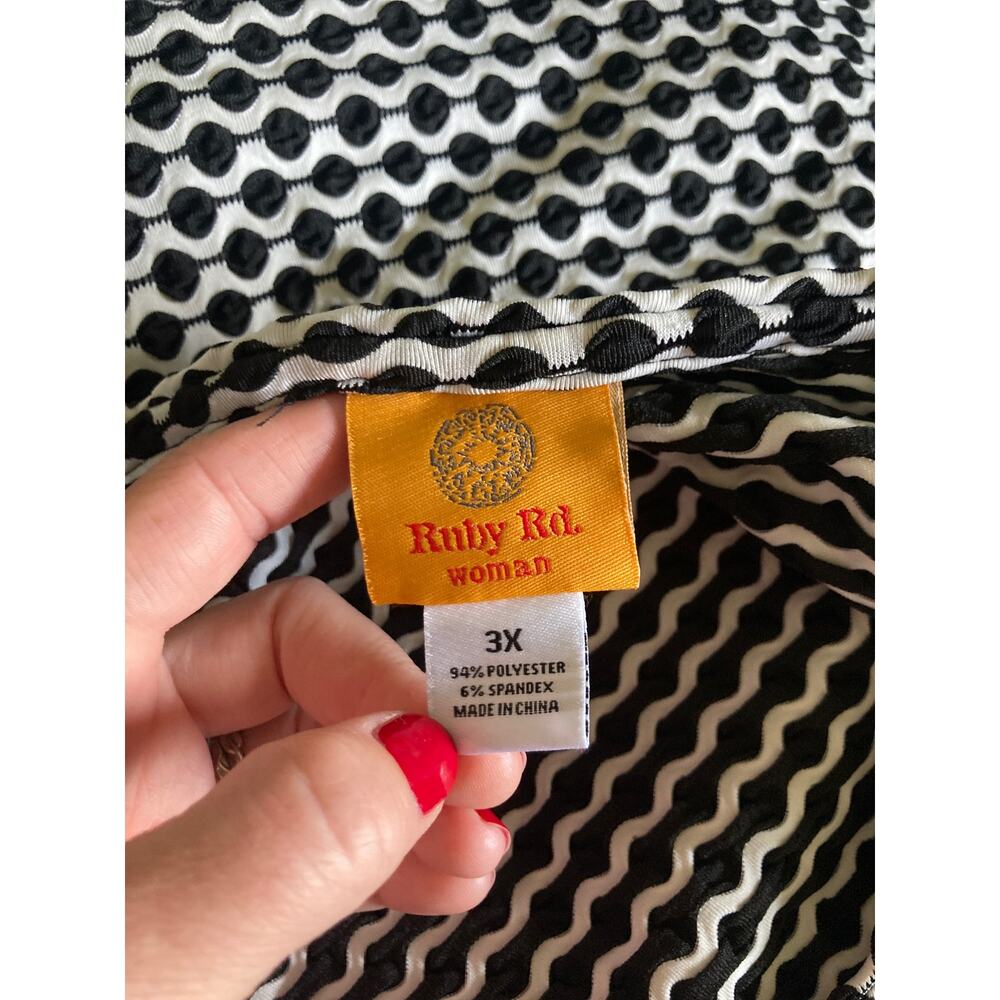 Ruby Rd.
woman
3X
94% POLYESTER
6% SPANDEX
MADE IN CHINA